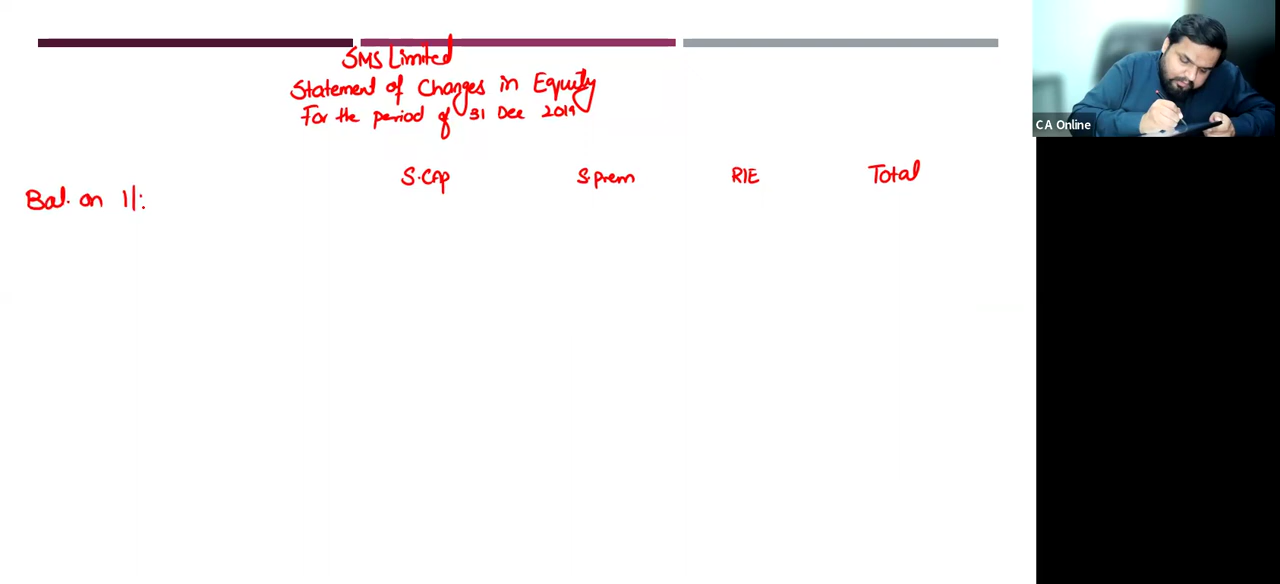 SMS Limited
Statement of Changes in Equity
For the period of 31 Dec 2019
S.CAP S.prem R/E Total
Bal. on 1/:
CA Online